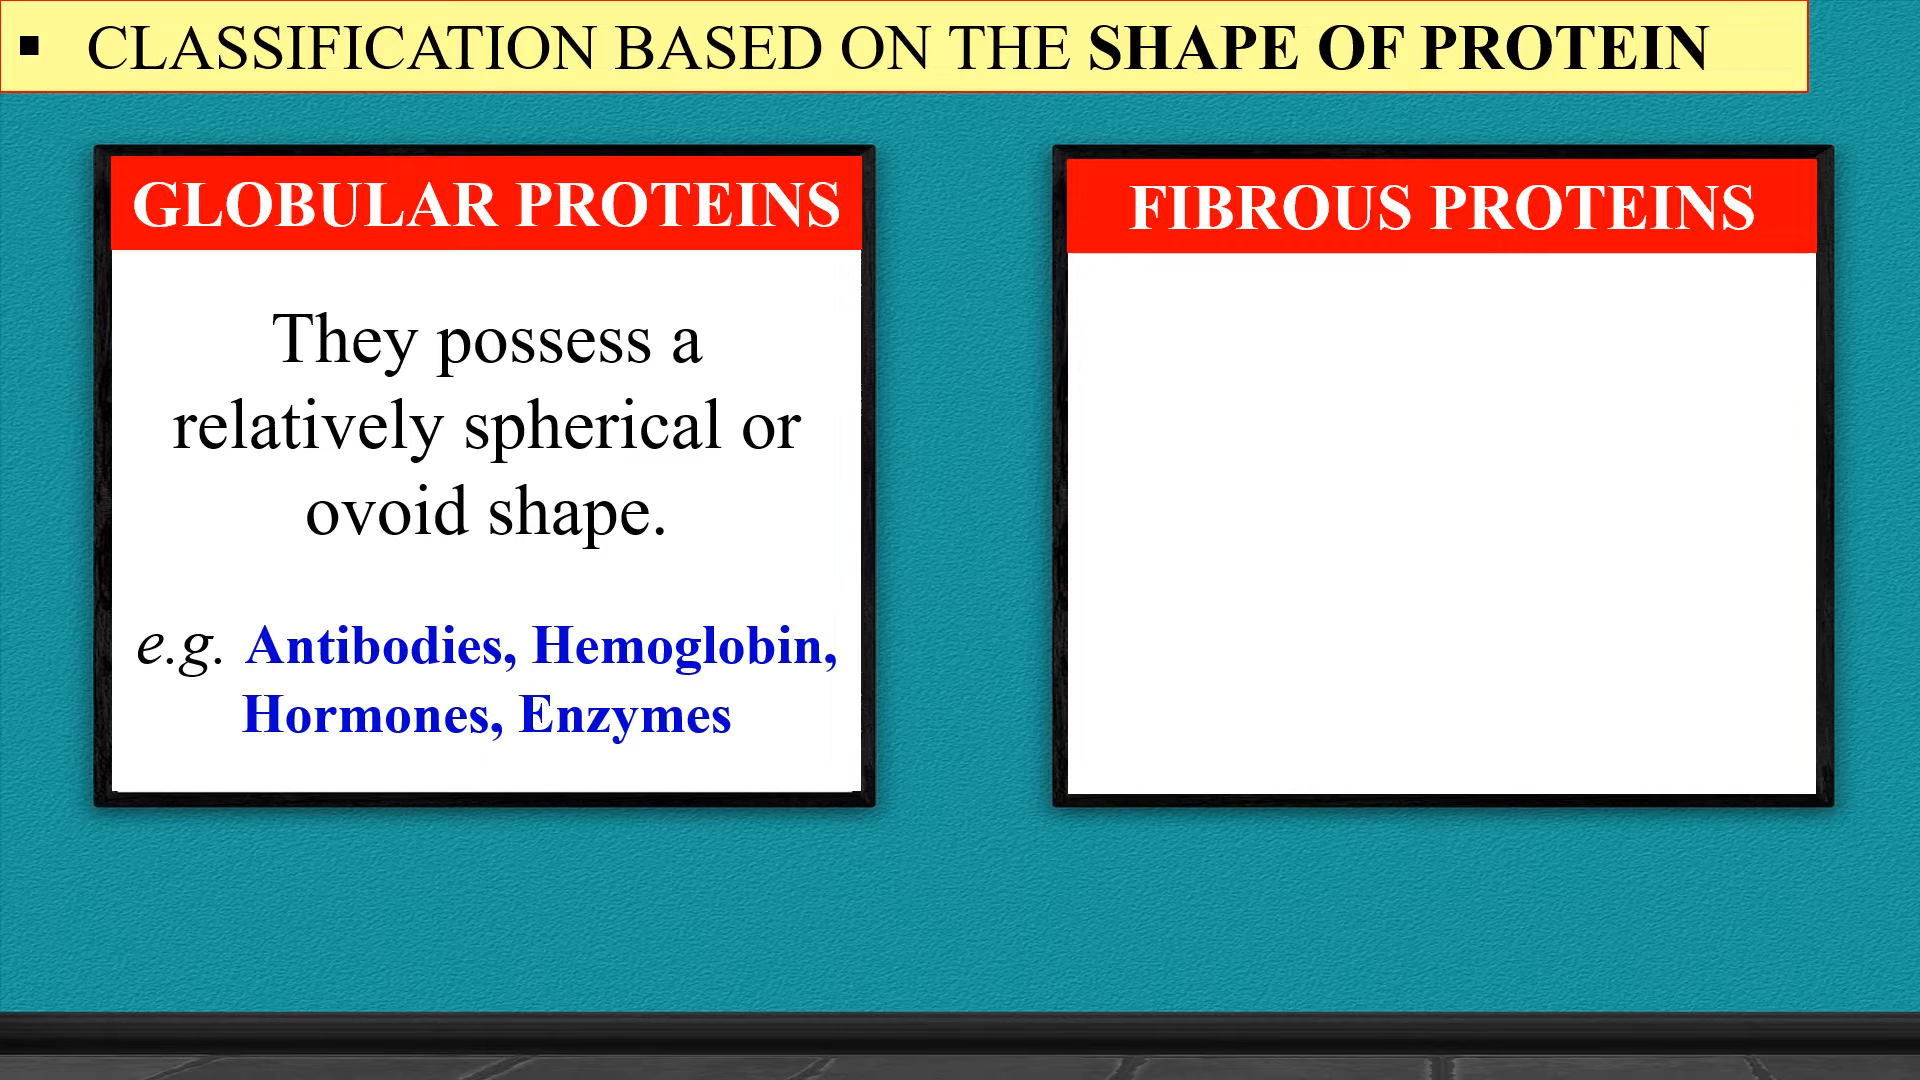 ▪ CLASSIFICATION BASED ON THE SHAPE OF PROTEIN
GLOBULAR PROTEINS
They possess a
relatively spherical or
ovoid shape.
e.g. Antibodies, Hemoglobin,
Hormones, Enzymes
FIBROUS PROTEINS